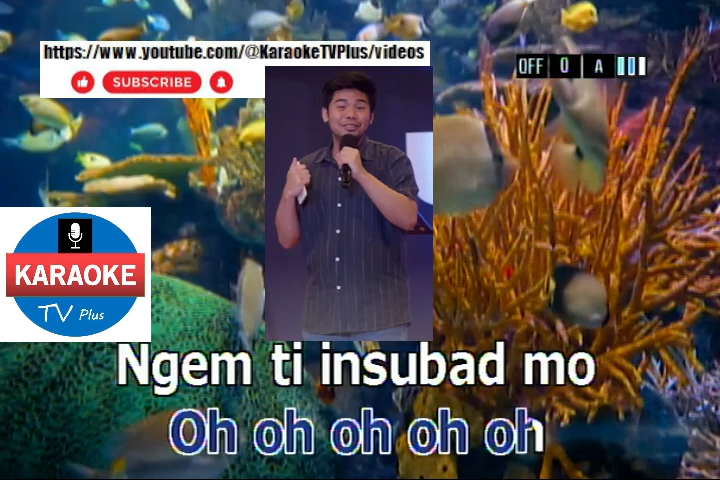 https://www.youtube.com/@KaraokeTVPlus/videos
SUBSCRIBE
OFF 0 A
KARAOKE
TV Plus
Ngem ti insubad mo
Oh oh oh oh oh